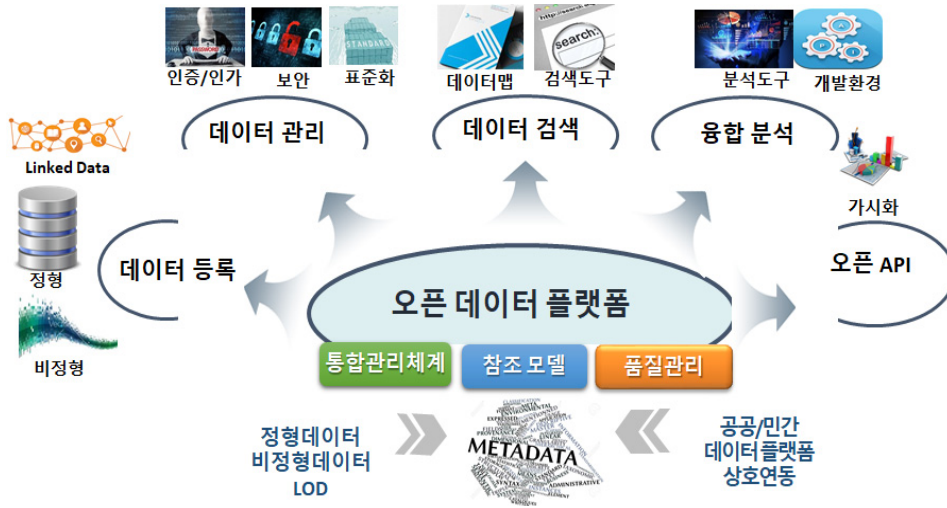 인증/인가
보안
표준화
데이터맵
검색도구
분석도구
개발환경
PASSWORD
STANDARD
http://search.
search:
데이터 관리
데이터 검색
융합 분석
Linked Data
가시화
정형
데이터 등록
오픈 API
비정형
오픈 데이터 플랫폼
통합관리체계
참조 모델
품질관리
정형데이터
비정형데이터
LOD
METADATA
공공/민간
데이터 플랫폼
상호연동